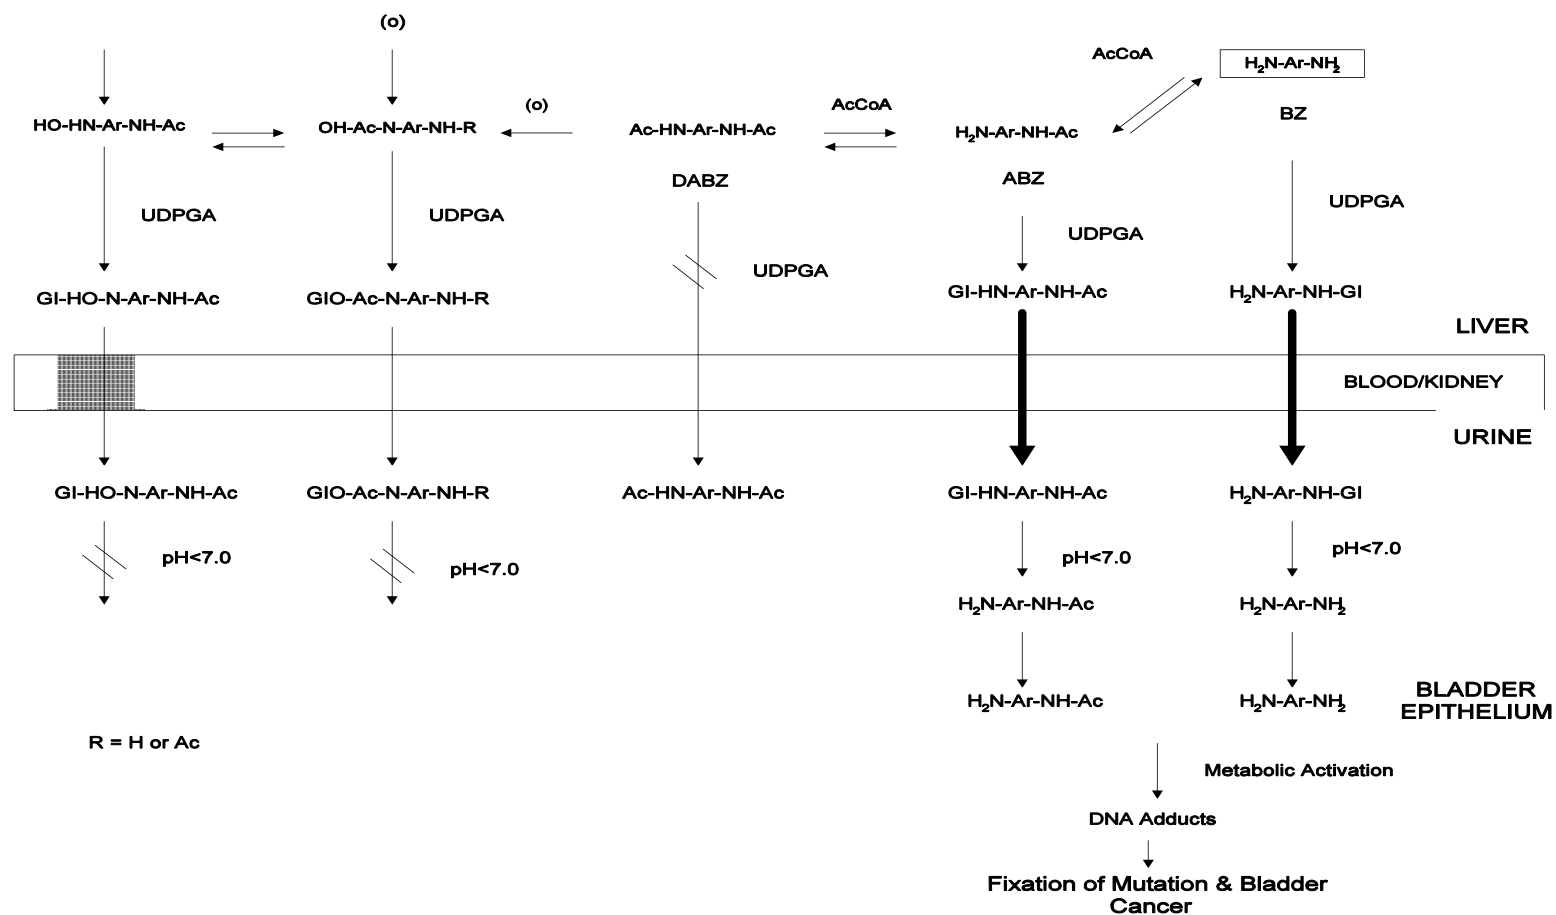 (o)
AcCoA
H2N-Ar-NH2
BZ
HO-HN-Ar-NH-Ac
OH-Ac-N-Ar-NH-R
(o)
Ac-HN-Ar-NH-Ac
AcCoA
H2N-Ar-NH-Ac
DABZ
ABZ
UDPGA
UDPGA
UDPGA
UDPGA
UDPGA
GI-HO-N-Ar-NH-Ac
GIO-Ac-N-Ar-NH-R
GI-HN-Ar-NH-Ac
H2N-Ar-NH-GI
LIVER
BLOOD/KIDNEY
URINE
GI-HO-N-Ar-NH-Ac
GIO-Ac-N-Ar-NH-R
Ac-HN-Ar-NH-Ac
GI-HN-Ar-NH-Ac
H2N-Ar-NH-GI
pH<7.0
pH<7.0
pH<7.0
pH<7.0
H2N-Ar-NH-Ac
H2N-Ar-NH2
H2N-Ar-NH-Ac
H2N-Ar-NH2
BLADDER
EPITHELIUM
R = H or Ac
Metabolic Activation
DNA Adducts
Fixation of Mutation & Bladder
Cancer